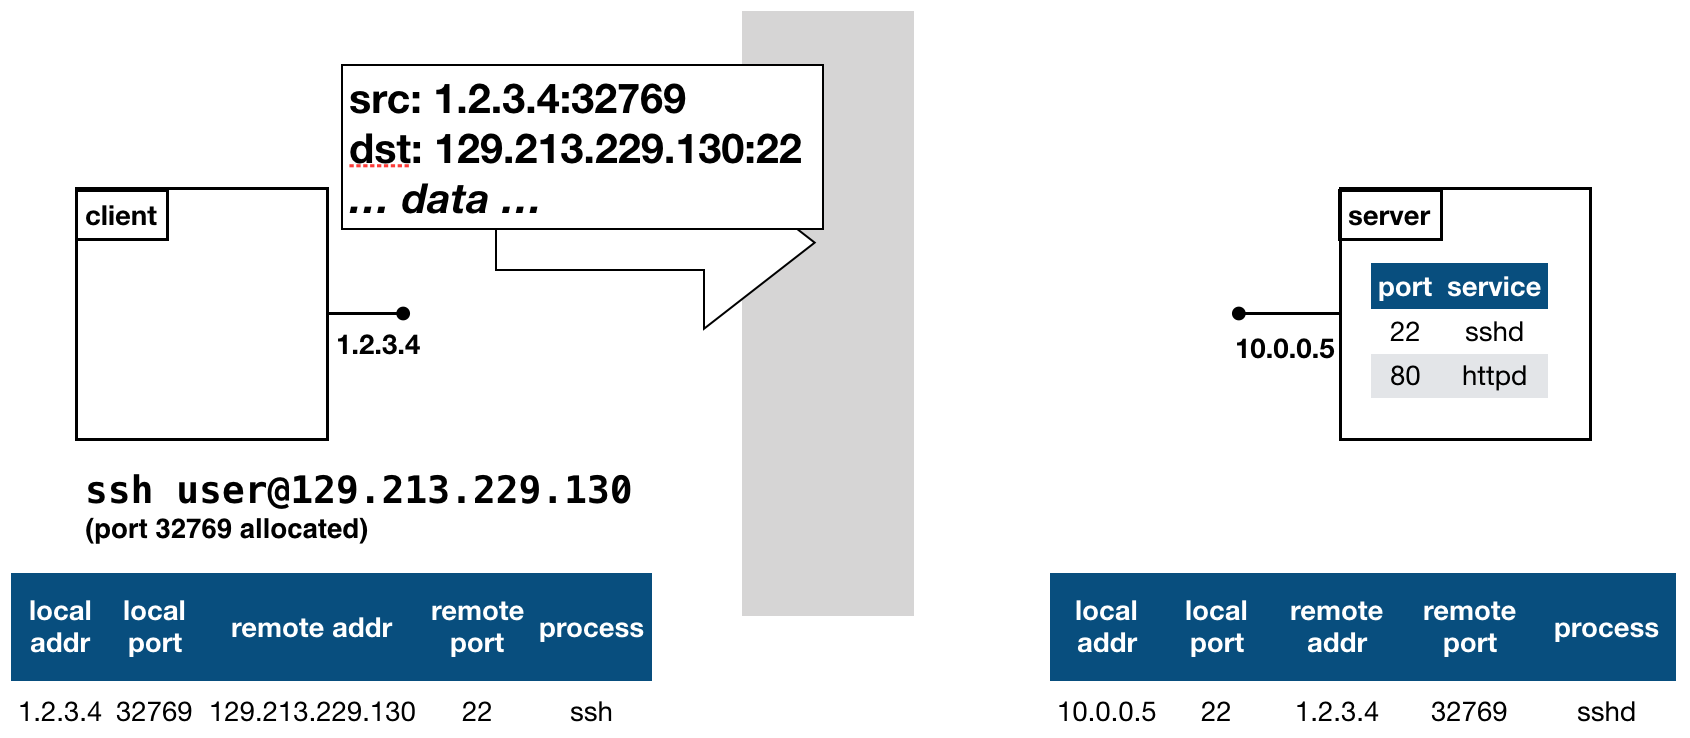 src: 1.2.3.4:32769
dst: 129.213.229.130:22
... data ...
client
1.2.3.4
server
port service
22 sshd
80 httpd
10.0.0.5
ssh user@129.213.229.130
(port 32769 allocated)
local addr local port remote addr remote port process
1.2.3.4 32769 129.213.229.130 22 ssh
local addr local port remote addr remote port process
10.0.0.5 22 1.2.3.4 32769 sshd